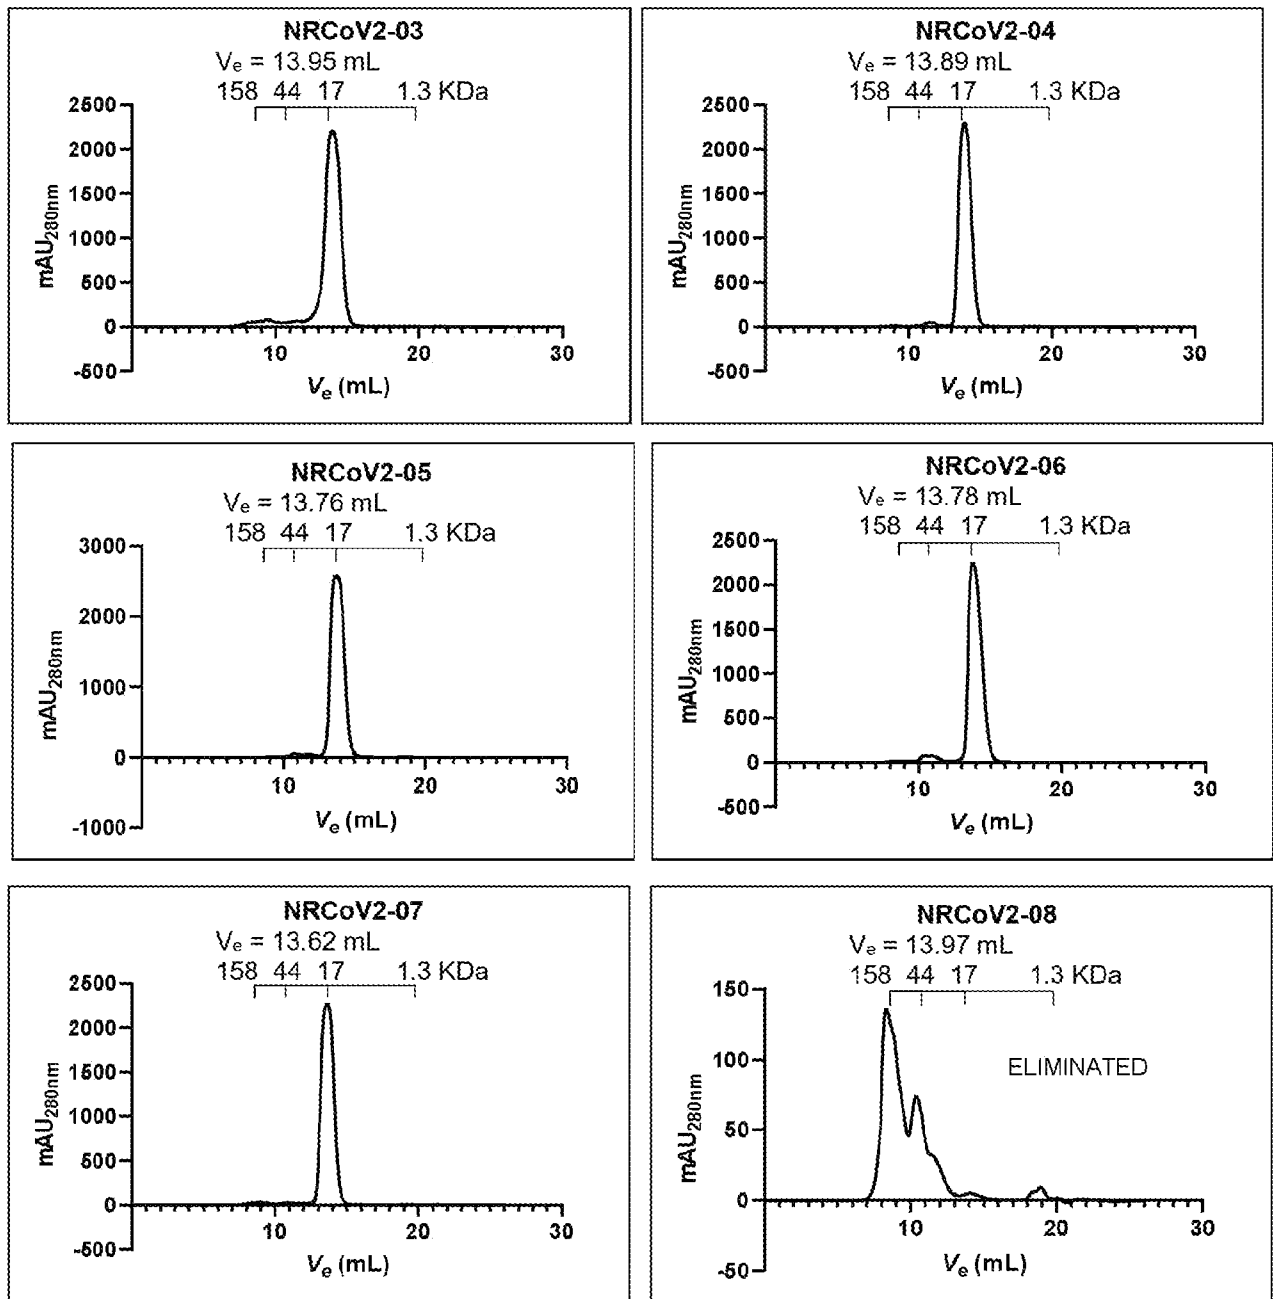 NRCoV2-03
Ve = 13.95 mL
158 44 17 1.3 KDa
2500
2000
1500
1000
500
0
-500
mAU280nm
10 20 30
Ve (mL)
NRCoV2-04
Ve = 13.89 mL
158 44 17 1.3 KDa
2500
2000
1500
1000
500
0
-500
mAU280nm
10 20 30
Ve (mL)
NRCoV2-05
Ve = 13.76 mL
158 44 17 1.3 KDa
3000
2000
1000
0
-1000
mAU280nm
10 20 30
Ve (mL)
NRCoV2-06
Ve = 13.78 mL
158 44 17 1.3 KDa
2500
2000
1500
1000
500
0
-500
mAU280nm
10 20 30
Ve (mL)
NRCoV2-07
Ve = 13.62 mL
158 44 17 1.3 KDa
2500
2000
1500
1000
500
0
-500
mAU280nm
10 20 30
Ve (mL)
NRCoV2-08
Ve = 13.97 mL
158 44 17 1.3 KDa
150
100
50
0
-50
mAU280nm
ELIMINATED
10 20 30
Ve (mL)